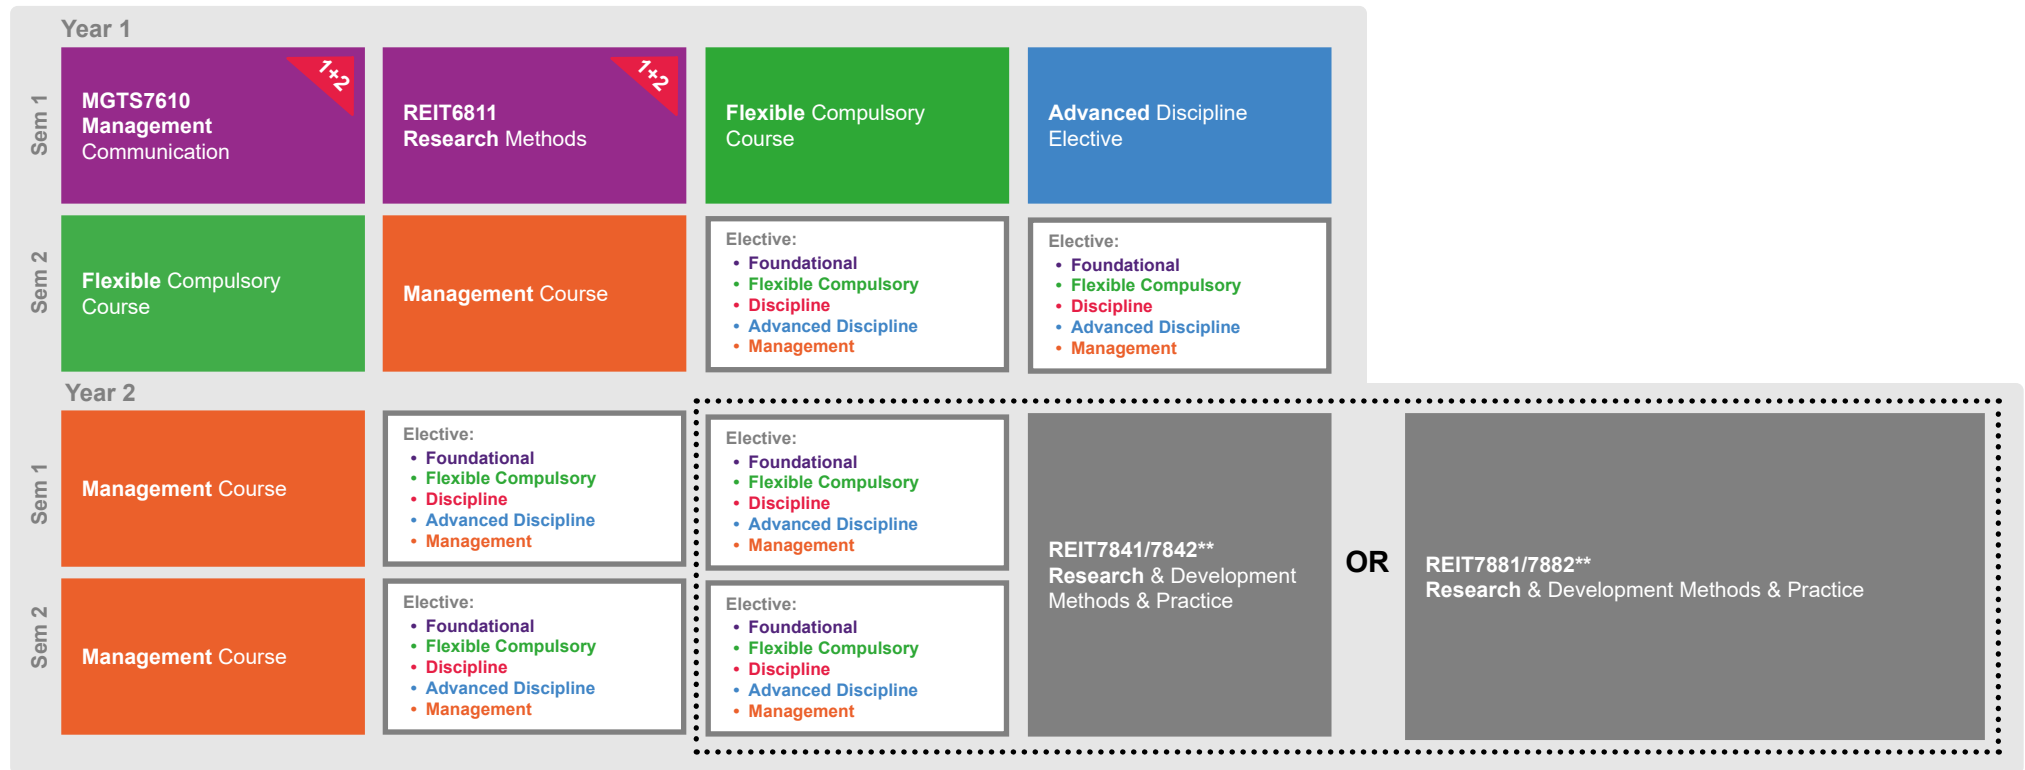 Year 1
Sem 1
MGTS7610
Management
Communication
1+2
REIT6811
Research Methods
1+2
Flexible Compulsory
Course
Advanced Discipline
Elective
Sem 2
Flexible Compulsory
Course
Management Course
Elective:
• Foundational
• Flexible Compulsory
• Discipline
• Advanced Discipline
• Management
Elective:
• Foundational
• Flexible Compulsory
• Discipline
• Advanced Discipline
• Management
Year 2
Sem 1
Management Course
Elective:
• Foundational
• Flexible Compulsory
• Discipline
• Advanced Discipline
• Management
Elective:
• Foundational
• Flexible Compulsory
• Discipline
• Advanced Discipline
• Management
REIT7841/7842**
Research & Development
Methods & Practice
OR
REIT7881/7882**
Research & Development Methods & Practice
Sem 2
Management Course
Elective:
• Foundational
• Flexible Compulsory
• Discipline
• Advanced Discipline
• Management
Elective:
• Foundational
• Flexible Compulsory
• Discipline
• Advanced Discipline
• Management